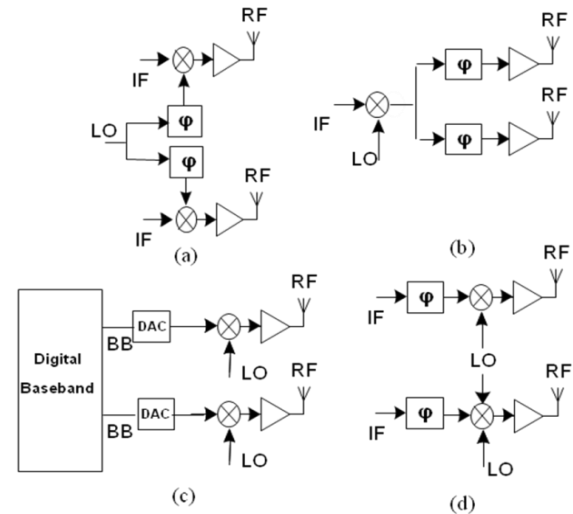 RF
IF
φ
LO
φ
RF
IF
(a)
RF
φ
RF
IF
φ
LO
(b)
RF
DAC
BB
LO
Digital
Baseband
RF
DAC
BB
LO
(c)
RF
φ
IF
LO
RF
φ
IF
LO
(d)